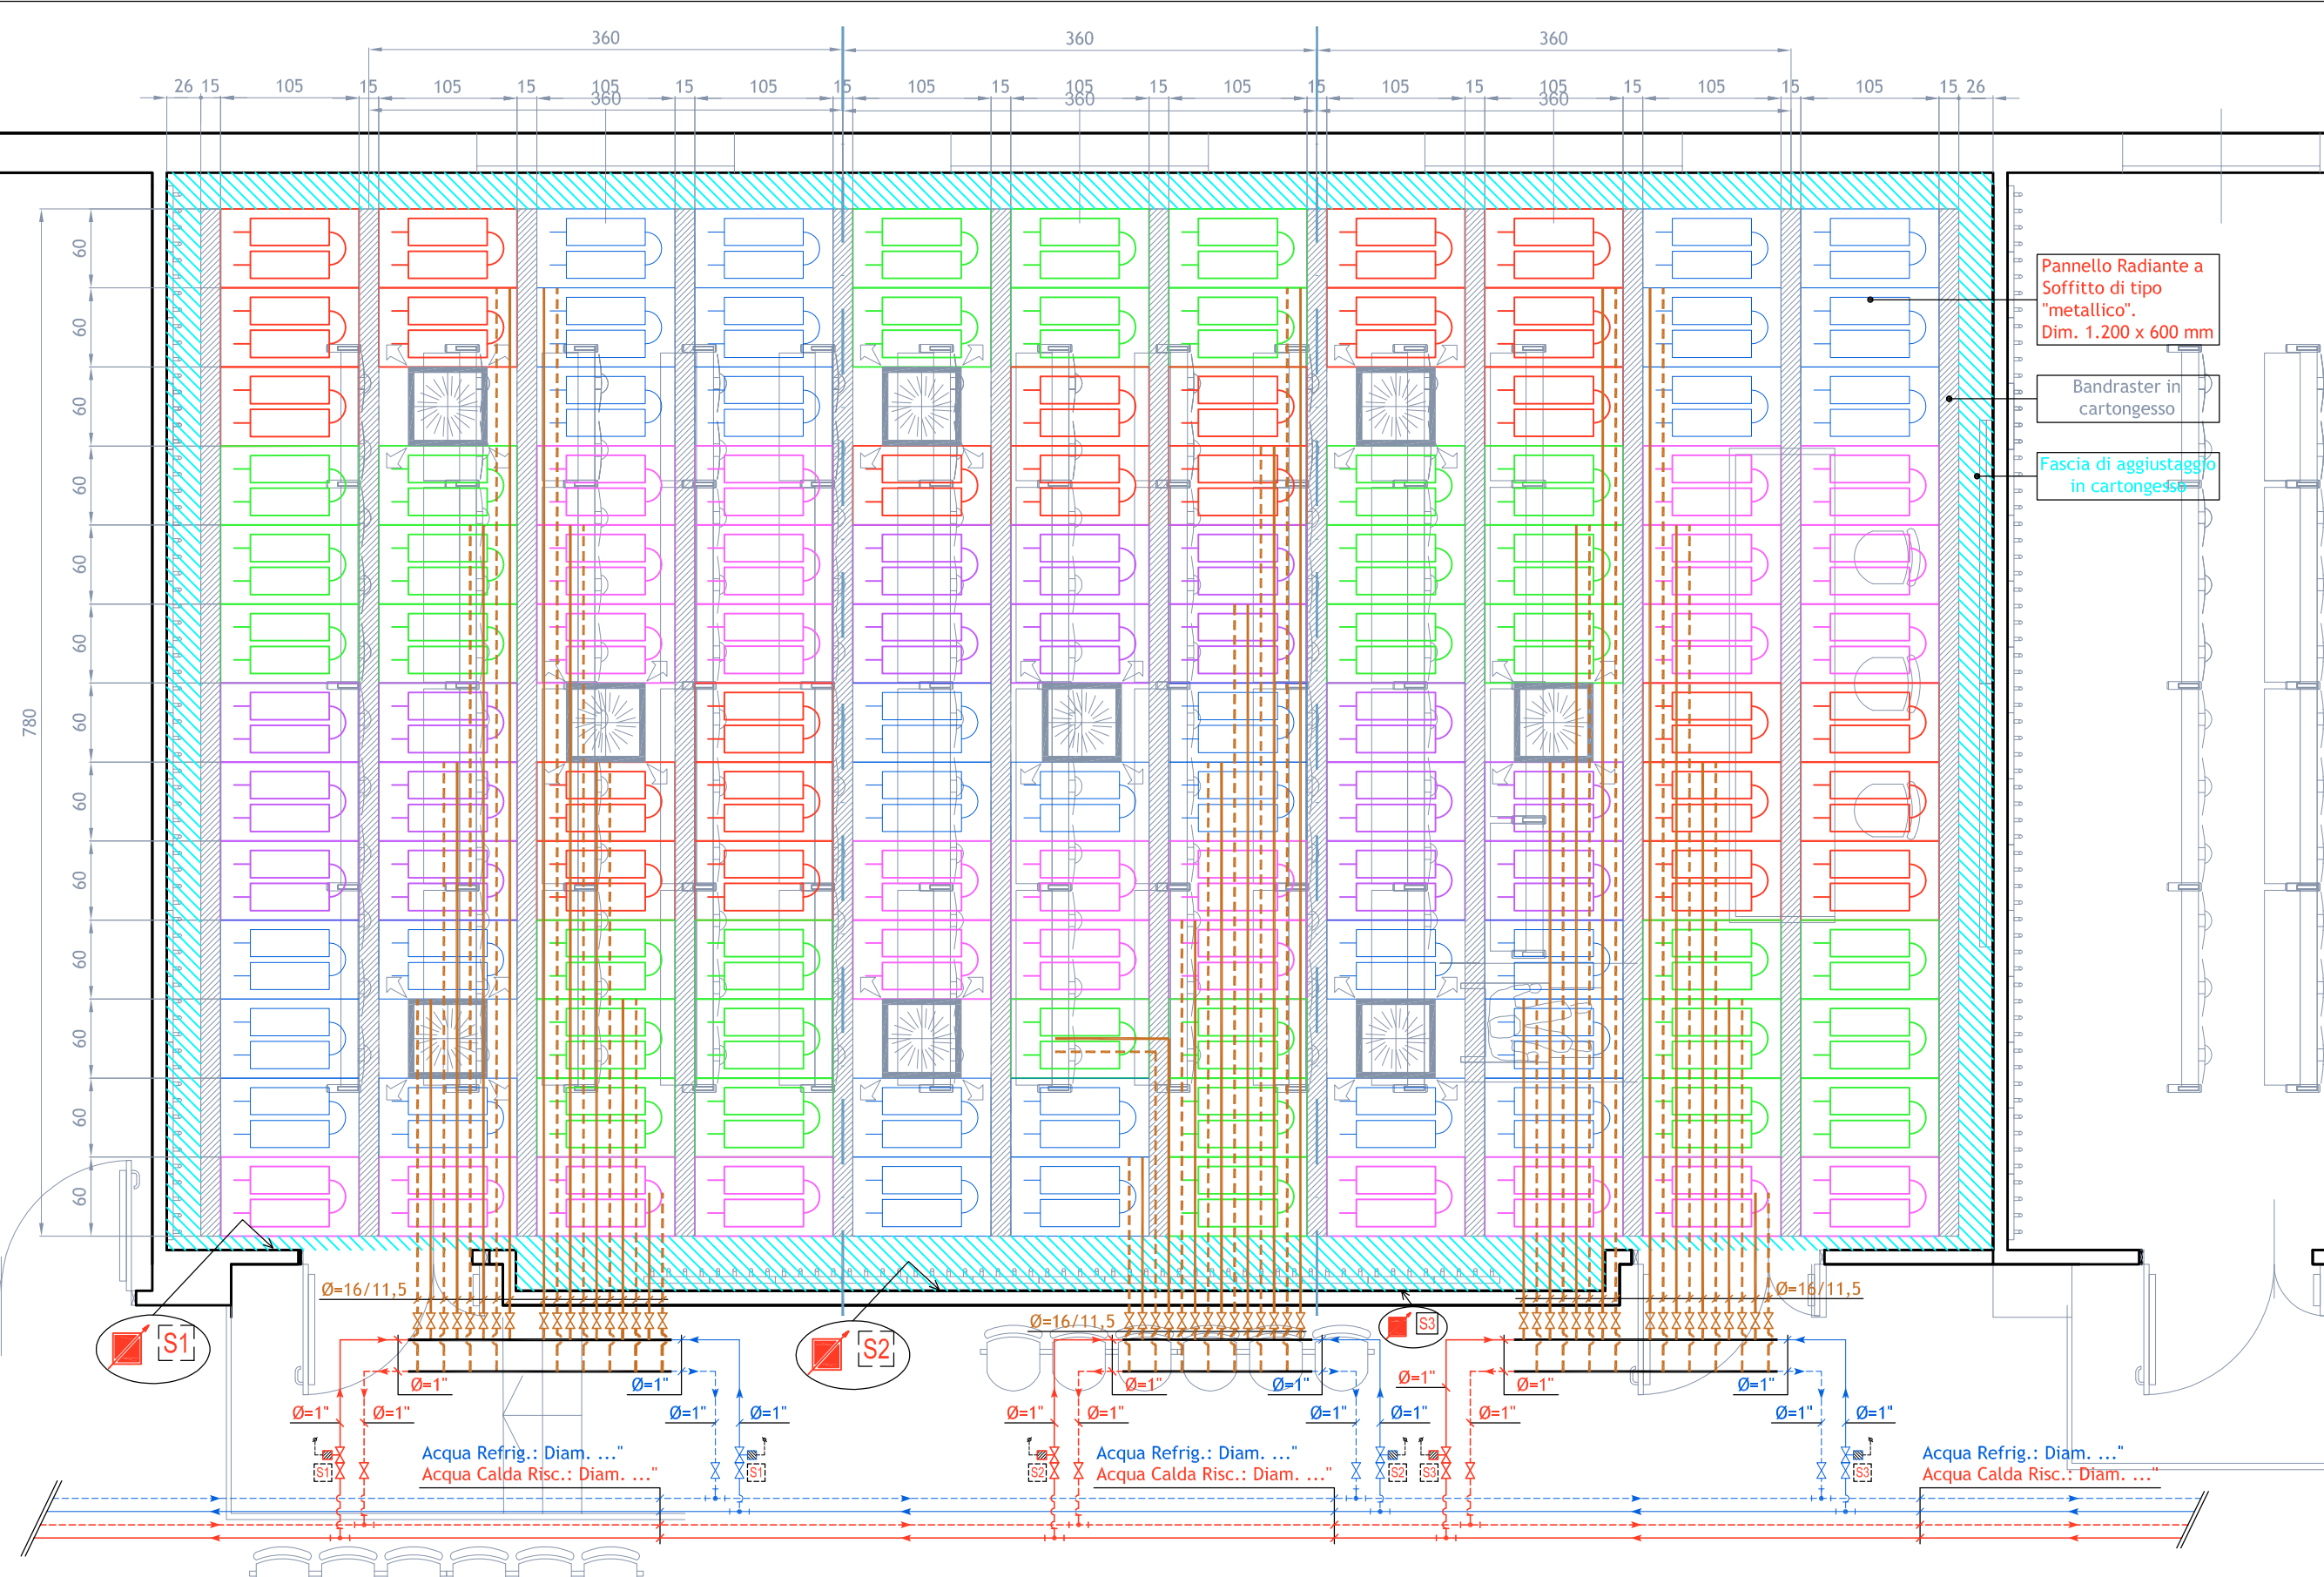 360 360 360
26 15 105 15 105 15 105 15 105 15 105 15 105 15 105 15 105 15 105 15 105 15 105 15 26
360 360 360
60
60
60
60
60
60
60
60
60
60
60
60
60
780
Pannello Radiante a
Soffitto di tipo
"metallico".
Dim. 1.200 x 600 mm
Bandraster in
cartongesso
Fascia di aggiustaggio
in cartongesso
Ø=16/11,5 Ø=16/11,5 Ø=16/11,5
S1 S2 S3
Ø=1" Ø=1" Ø=1" Ø=1" Ø=1" Ø=1" Ø=1"
Ø=1" Ø=1" Ø=1" Ø=1" Ø=1" Ø=1" Ø=1" Ø=1" Ø=1" Ø=1" Ø=1"
Acqua Refrig.: Diam. ..." Acqua Refrig.: Diam. ..." Acqua Refrig.: Diam. ..."
S1 Acqua Calda Risc.: Diam. ..." S1 S2 Acqua Calda Risc.: Diam. ..." S2 S3 S3 Acqua Calda Risc.: Diam. ..."